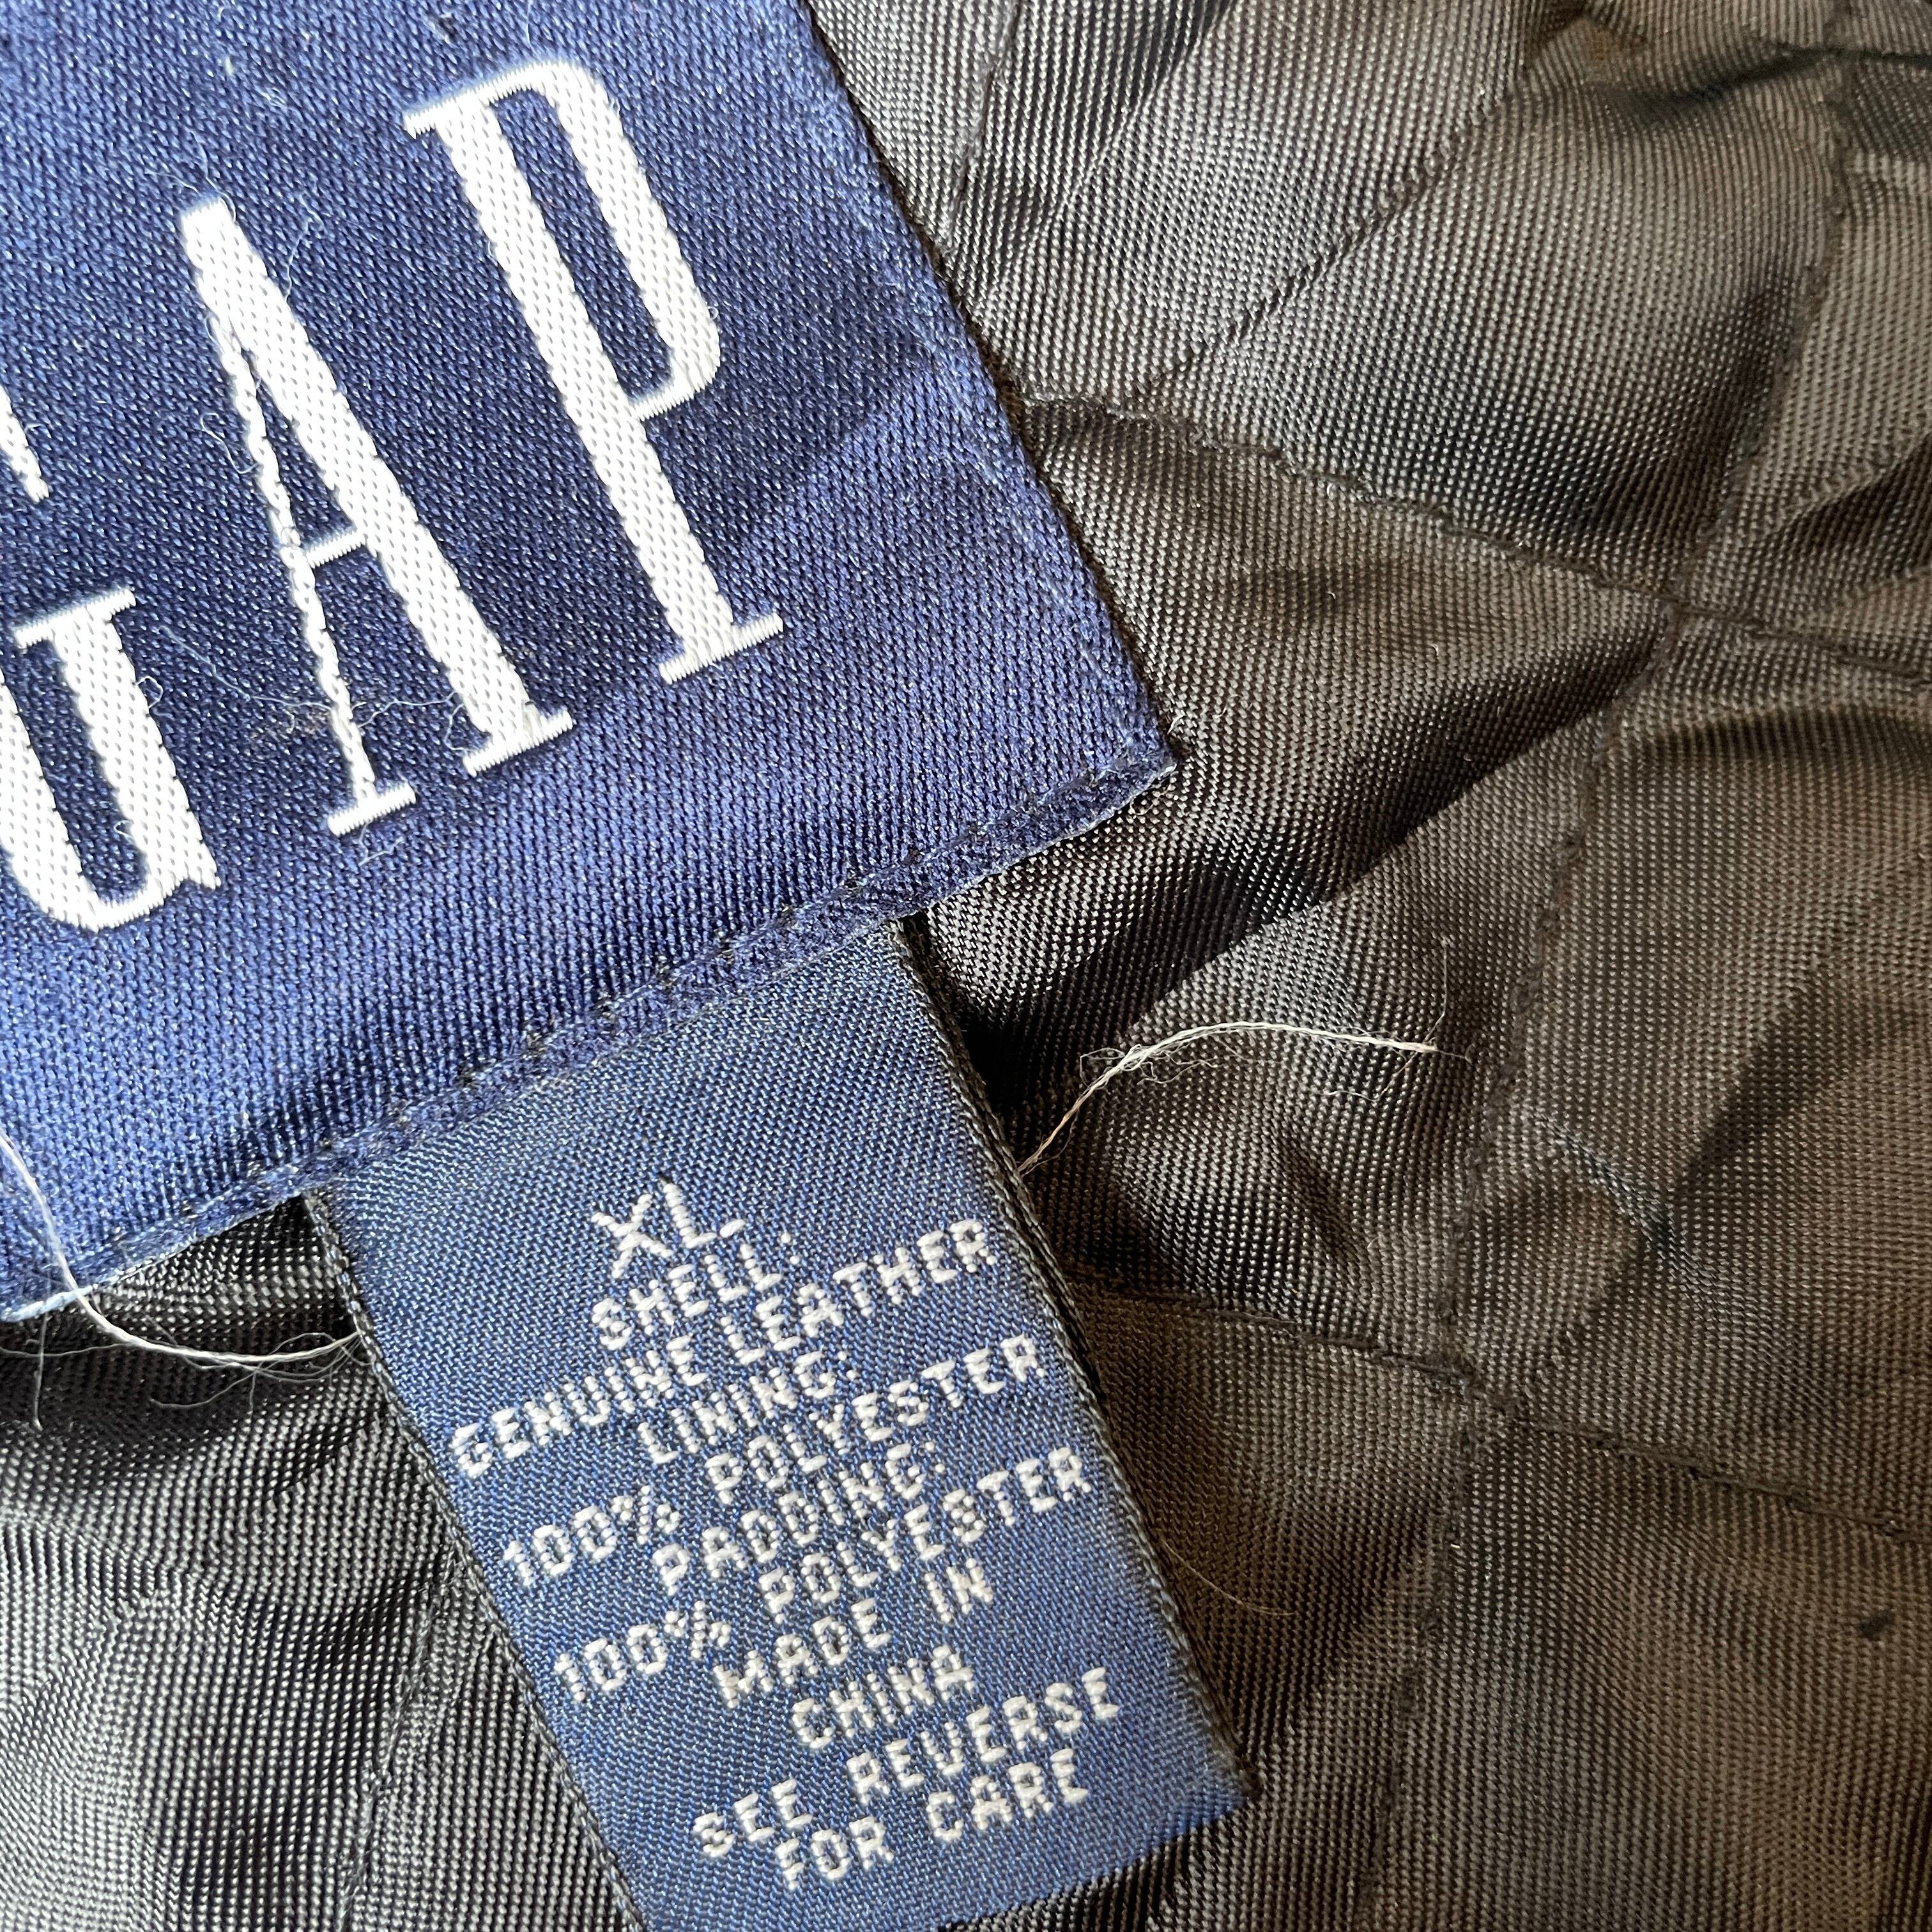 GAP
XL
SHELL:
GENUINE LEATHER
LINING:
100% POLYESTER
PADDING:
100% POLYESTER
MADE IN
CHINA
SEE REVERSE
FOR CARE